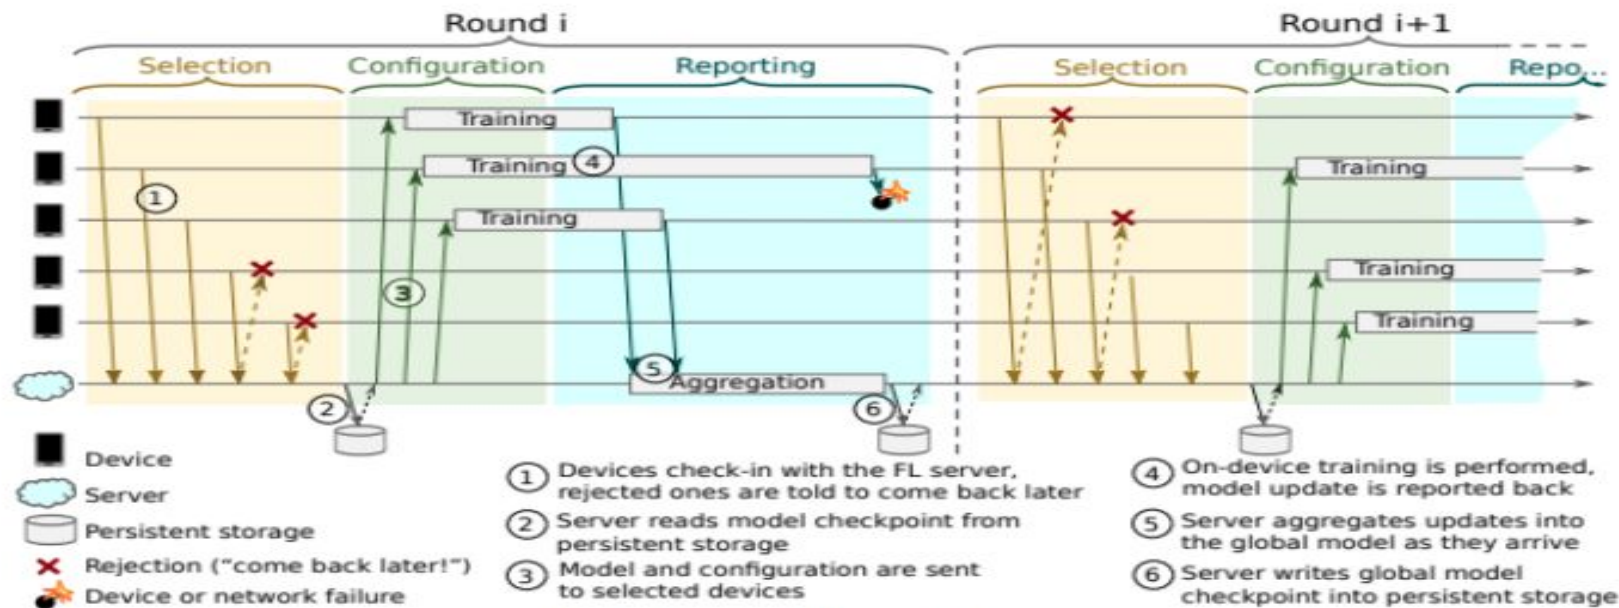 Round i
Round i+1
Selection
Configuration
Reporting
Selection
Configuration
Repo...
Training
Training
4
Training
Training
1
3
Training
Training
5
Aggregation
2
6
Device
Server
Persistent storage
Rejection (“come back later!”)
Device or network failure
1 Devices check-in with the FL server,
rejected ones are told to come back later
2 Server reads model checkpoint from
persistent storage
3 Model and configuration are sent
to selected devices
4 On-device training is performed,
model update is reported back
5 Server aggregates updates into
the global model as they arrive
6 Server writes global model
checkpoint into persistent storage